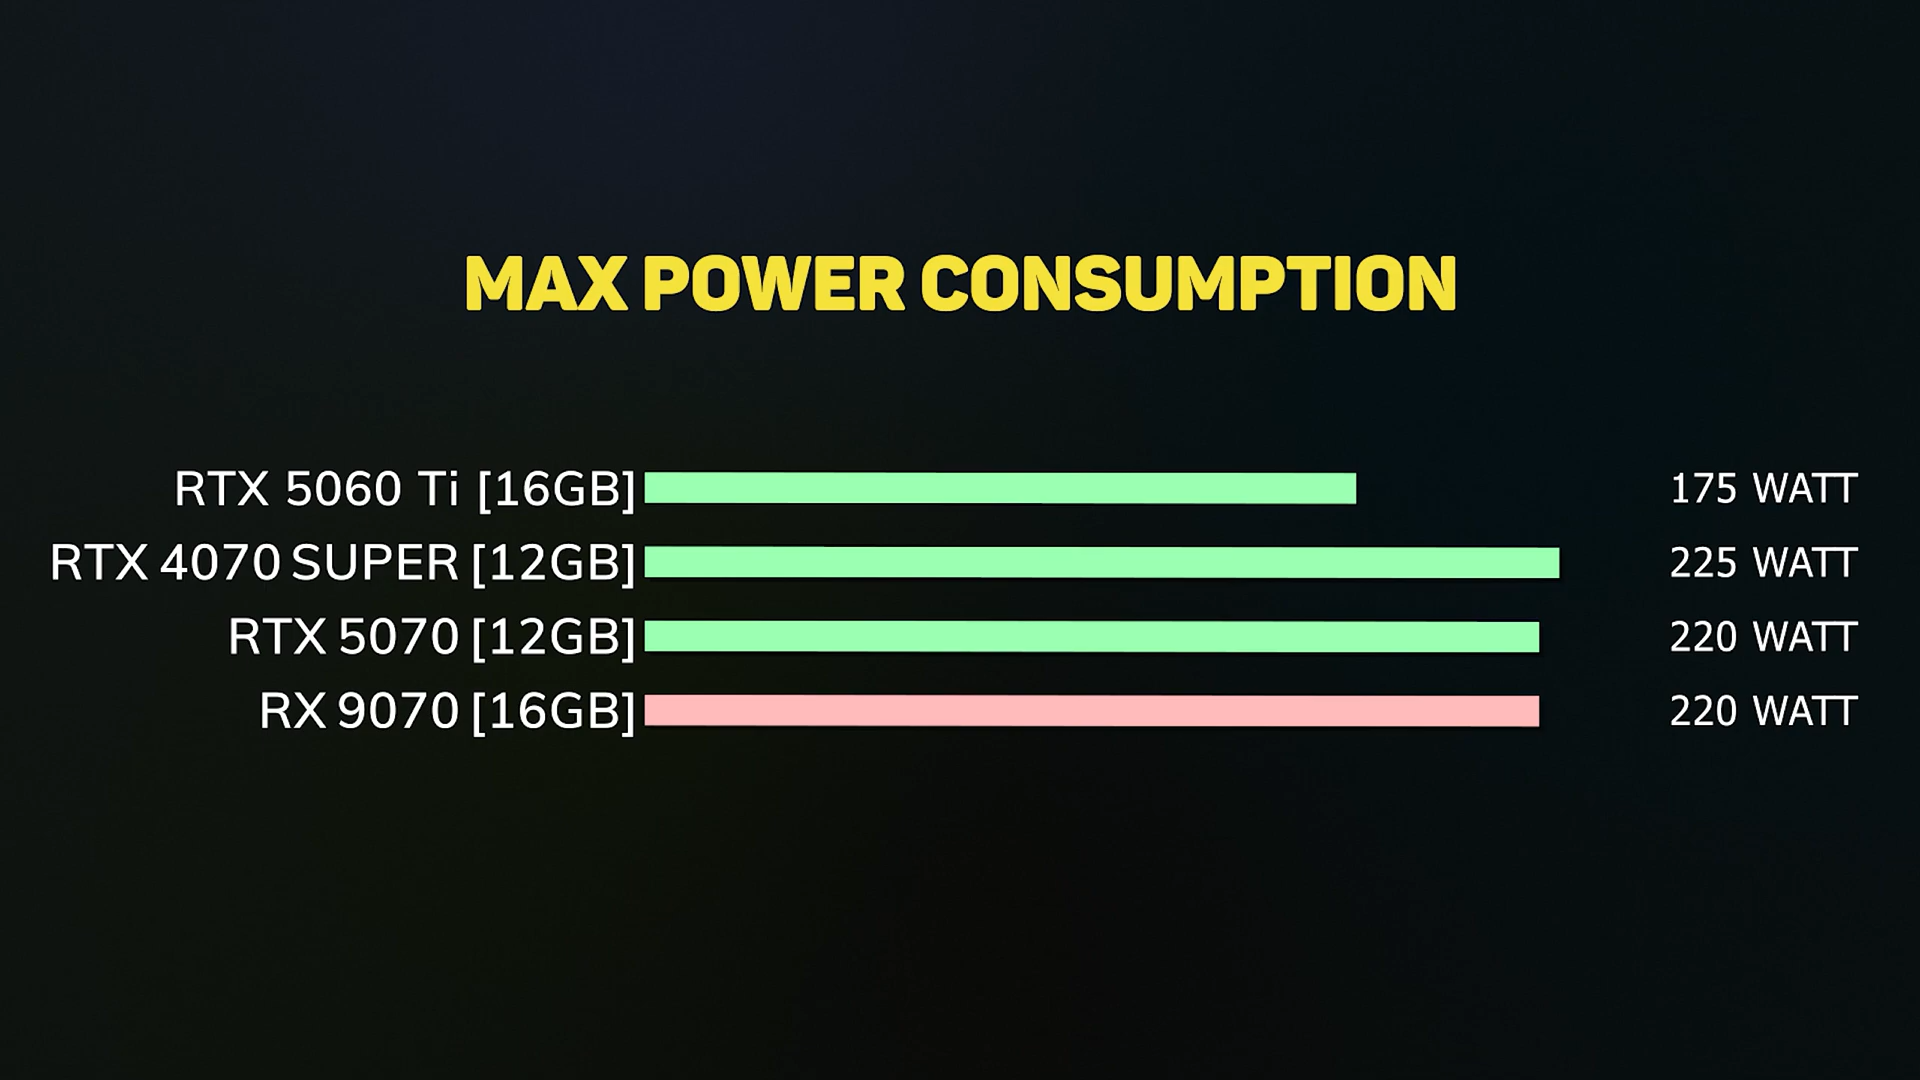 MAX POWER CONSUMPTION
RTX 5060 Ti [16GB] 175 WATT
RTX 4070 SUPER [12GB] 225 WATT
RTX 5070 [12GB] 220 WATT
RX 9070 [16GB] 220 WATT